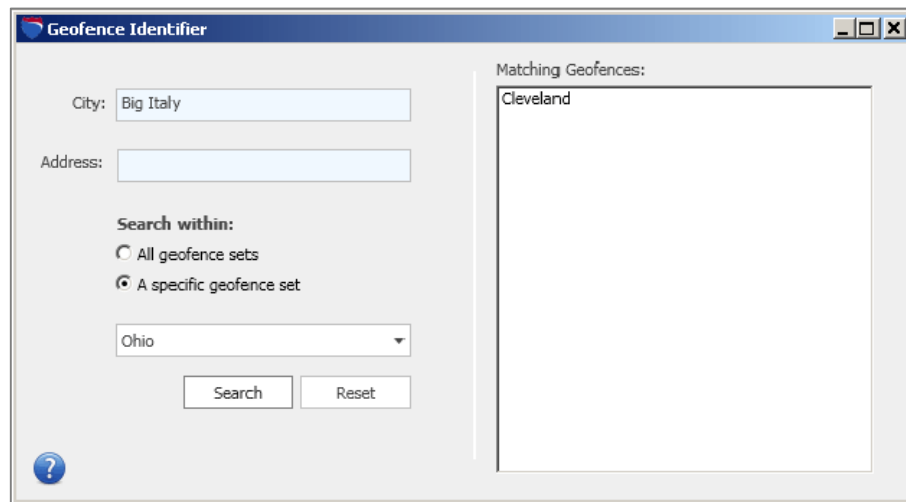 Geofence Identifier
City:
Big Italy
Address:
Search within:
All geofence sets
A specific geofence set
Ohio
Search
Reset
?
Matching Geofences:
Cleveland